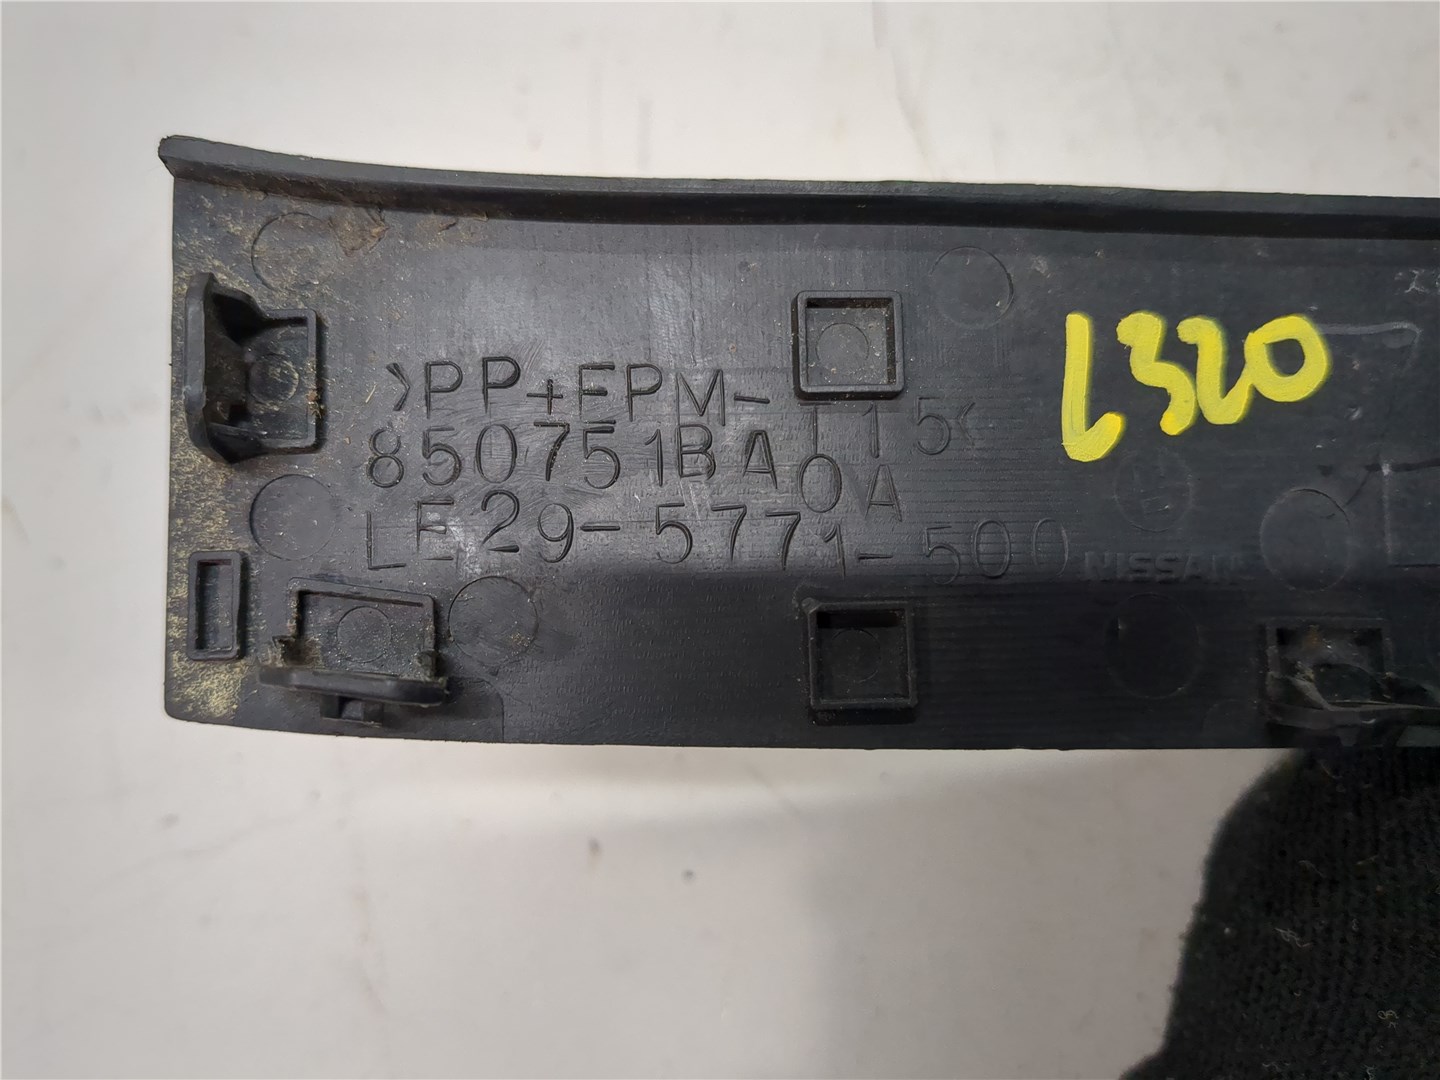 >PP+EPM-T15<
850751BA0A
LE29-5771-500
NISSAN
L320